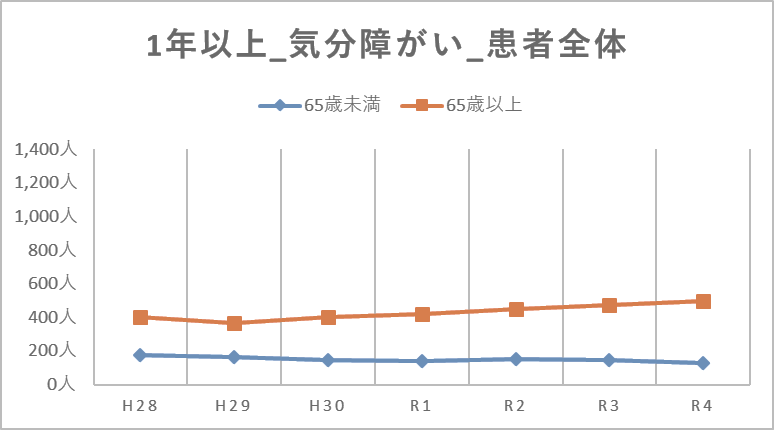 1年以上_気分障がい_患者全体
65歳未満 65歳以上
1,400人
1,200人
1,000人
800人
600人
400人
200人
0人
H28 H29 H30 R1 R2 R3 R4